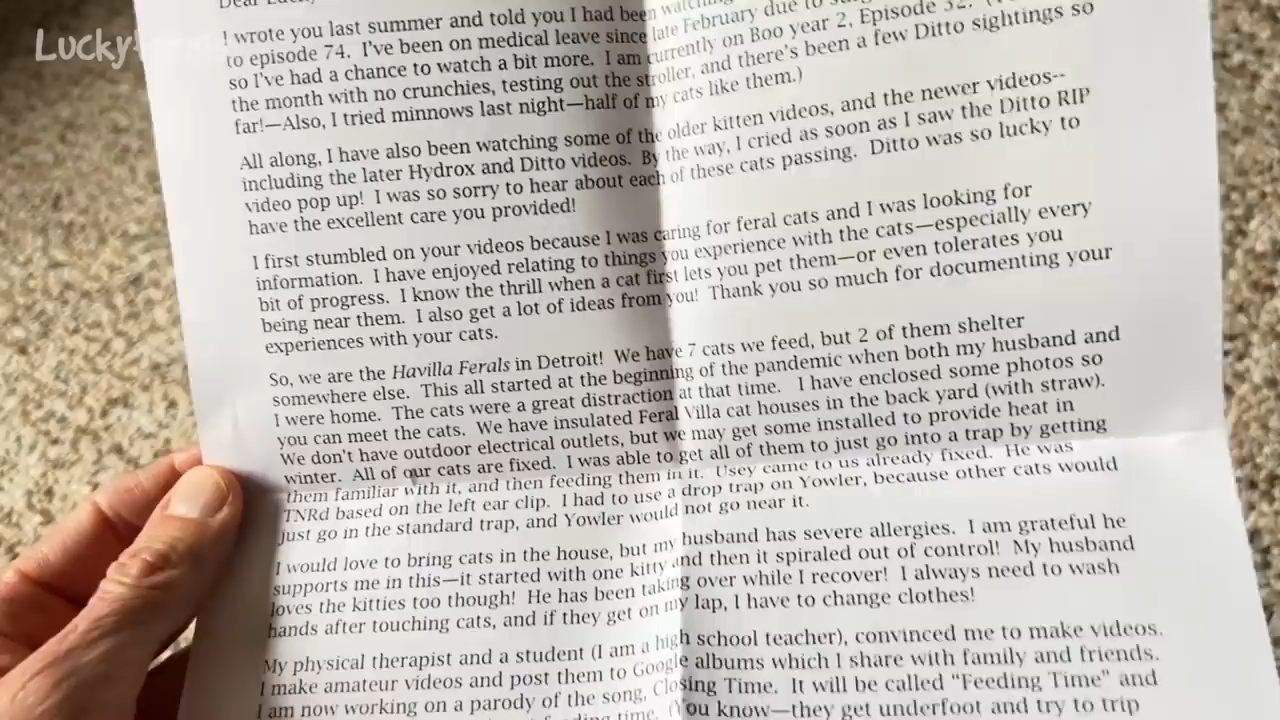 Lucky
Dear Lucky
I wrote you last summer and told you I had been watching
to episode 74. I've been on medical leave since late February due to
so I've had a chance to watch a bit more. I am currently on Boo year 2, Episode 32.
the month with no crunchies, testing out the stroller, and there's been a few Ditto sightings so
far!—Also, I tried minnows last night—half of my cats like them.)
All along, I have also been watching some of the older kitten videos, and the newer videos--
including the later Hydrox and Ditto videos. By the way, I cried as soon as I saw the Ditto RIP
video pop up! I was so sorry to hear about each of these cats passing. Ditto was so lucky to
have the excellent care you provided!
I first stumbled on your videos because I was caring for feral cats and I was looking for
information. I have enjoyed relating to things you experience with the cats—especially every
bit of progress. I know the thrill when a cat first lets you pet them—or even tolerates you
being near them. I also get a lot of ideas from you! Thank you so much for documenting your
experiences with your cats.
So, we are the Havilla Ferals in Detroit! We have 7 cats we feed, but 2 of them shelter
somewhere else. This all started at the beginning of the pandemic when both my husband and
I were home. The cats were a great distraction at that time. I have enclosed some photos so
you can meet the cats. We have insulated Feral Villa cat houses in the back yard (with straw).
We don't have outdoor electrical outlets, but we may get some installed to provide heat in
winter. All of our cats are fixed. I was able to get all of them to just go into a trap by getting
them familiar with it, and then feeding them in it. Usey came to us already fixed. He was
TNRd based on the left ear clip. I had to use a drop trap on Yowler, because other cats would
just go in the standard trap, and Yowler would not go near it.
I would love to bring cats in the house, but my husband has severe allergies. I am grateful he
supports me in this—it started with one kitty and then it spiraled out of control! My husband
loves the kitties too though! He has been taking over while I recover! I always need to wash
hands after touching cats, and if they get on my lap, I have to change clothes!
My physical therapist and a student (I am a high school teacher), convinced me to make videos.
I make amateur videos and post them to Google albums which I share with family and friends.
I am now working on a parody of the song, Closing Time. It will be called "Feeding Time" and
feeding time. (You know—they get underfoot and try to trip